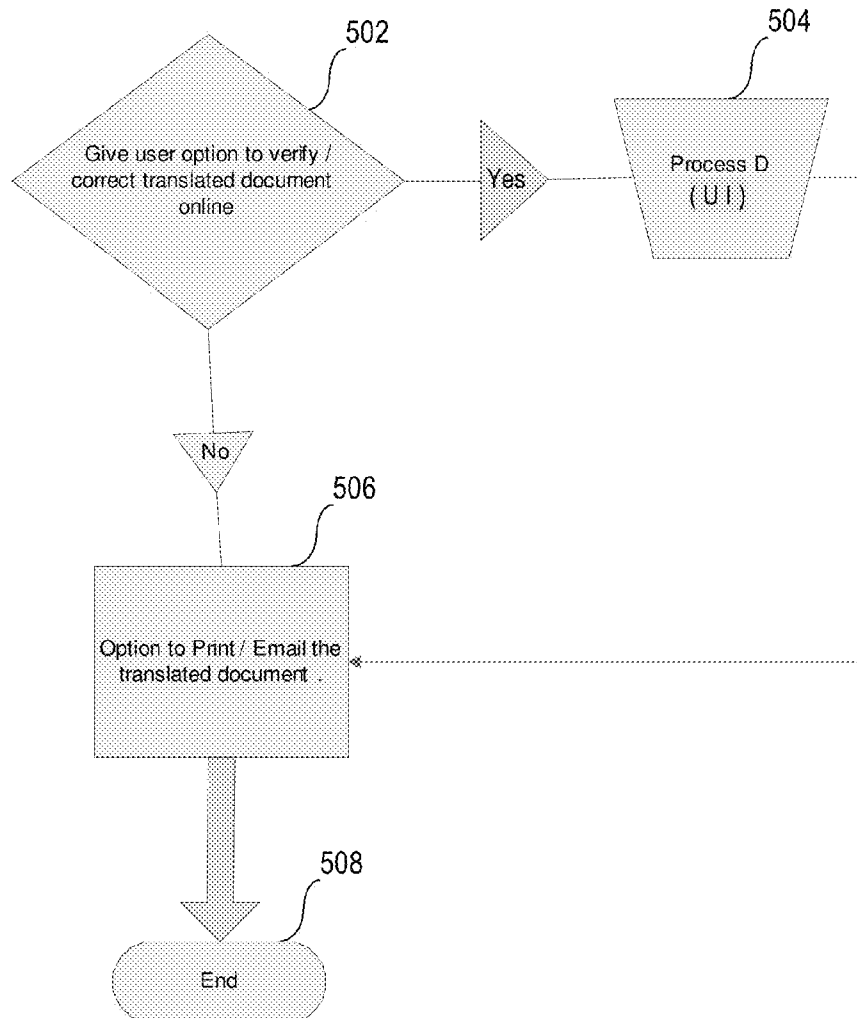 502
504
Give user option to verify /
correct translated document
online
Yes
Process D
( U I )
No
506
Option to Print / Email the
translated document .
508
End